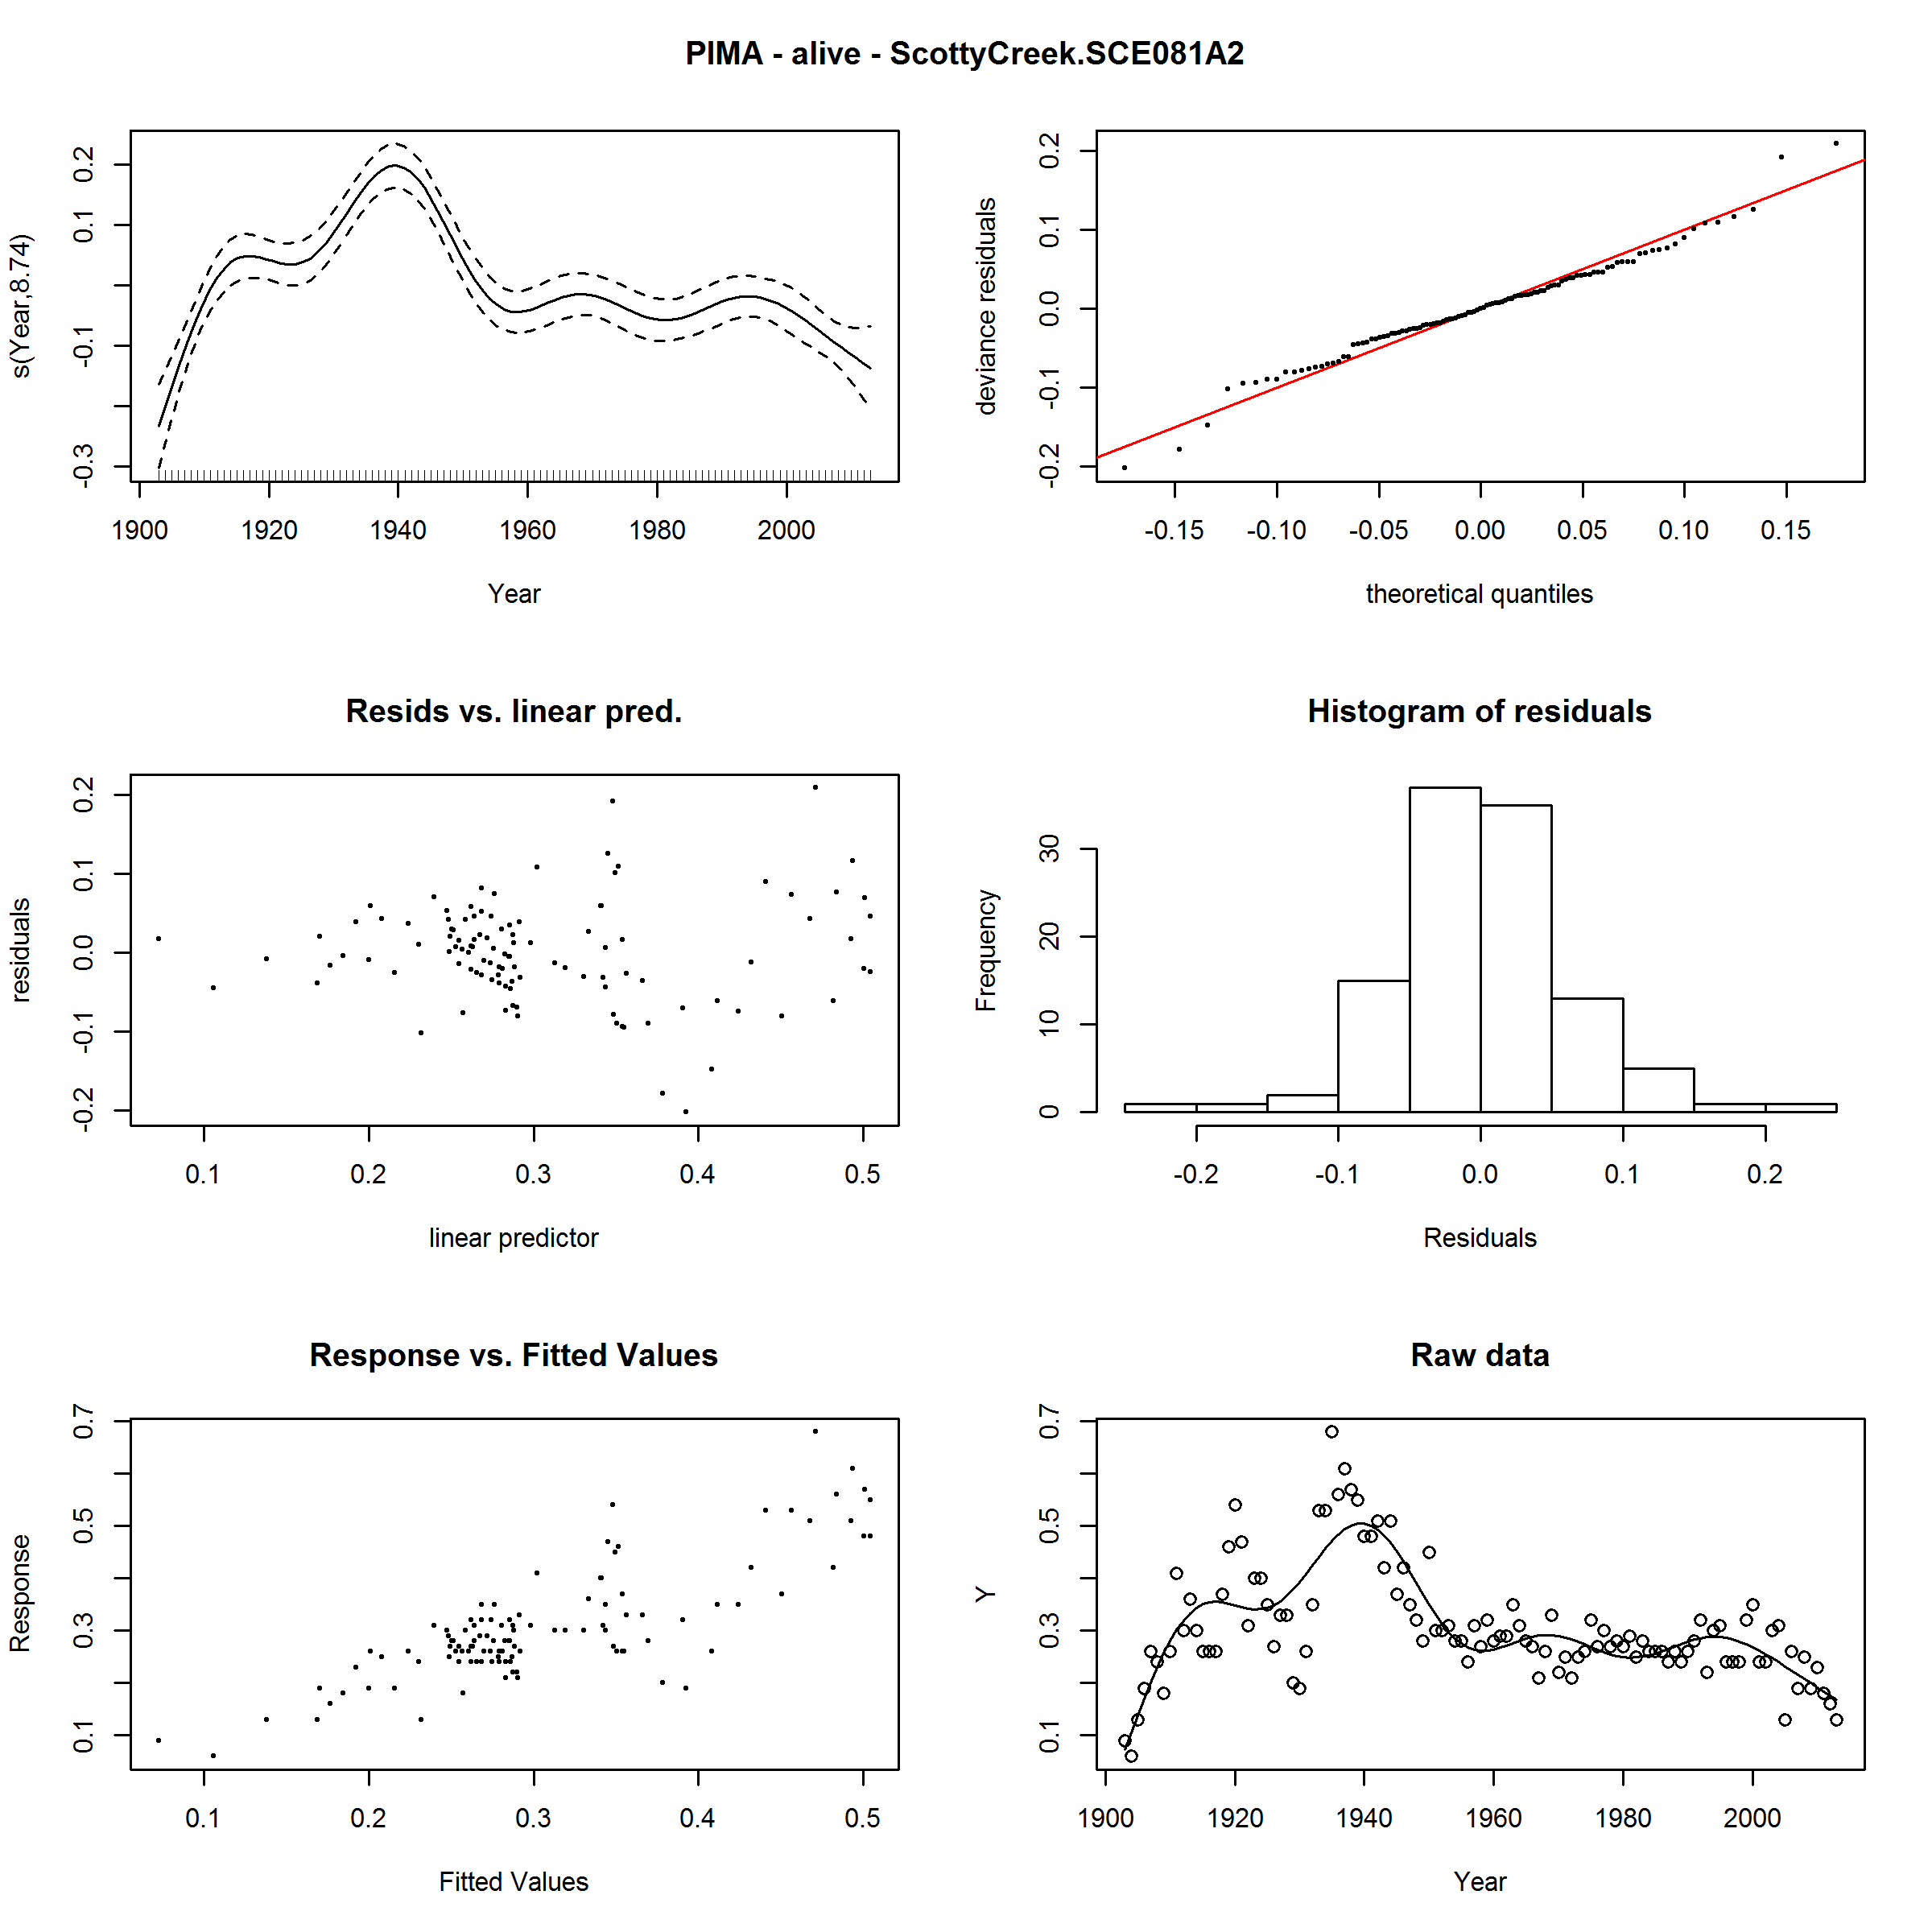 PIMA - alive - ScottyCreek.SCE081A2
s(Year,8.74)
-0.3 -0.1 0.1 0.2
1900 1920 1940 1960 1980 2000
Year
deviance residuals
-0.2 -0.1 0.0 0.1 0.2
-0.15 -0.10 -0.05 0.00 0.05 0.10 0.15
theoretical quantiles
Resids vs. linear pred.
residuals
-0.2 -0.1 0.0 0.1 0.2
0.1 0.2 0.3 0.4 0.5
linear predictor
Histogram of residuals
Frequency
0 10 20 30
-0.2 -0.1 0.0 0.1 0.2
Residuals
Response vs. Fitted Values
Response
0.1 0.3 0.5 0.7
0.1 0.2 0.3 0.4 0.5
Fitted Values
Raw data
Y
0.1 0.3 0.5 0.7
1900 1920 1940 1960 1980 2000
Year